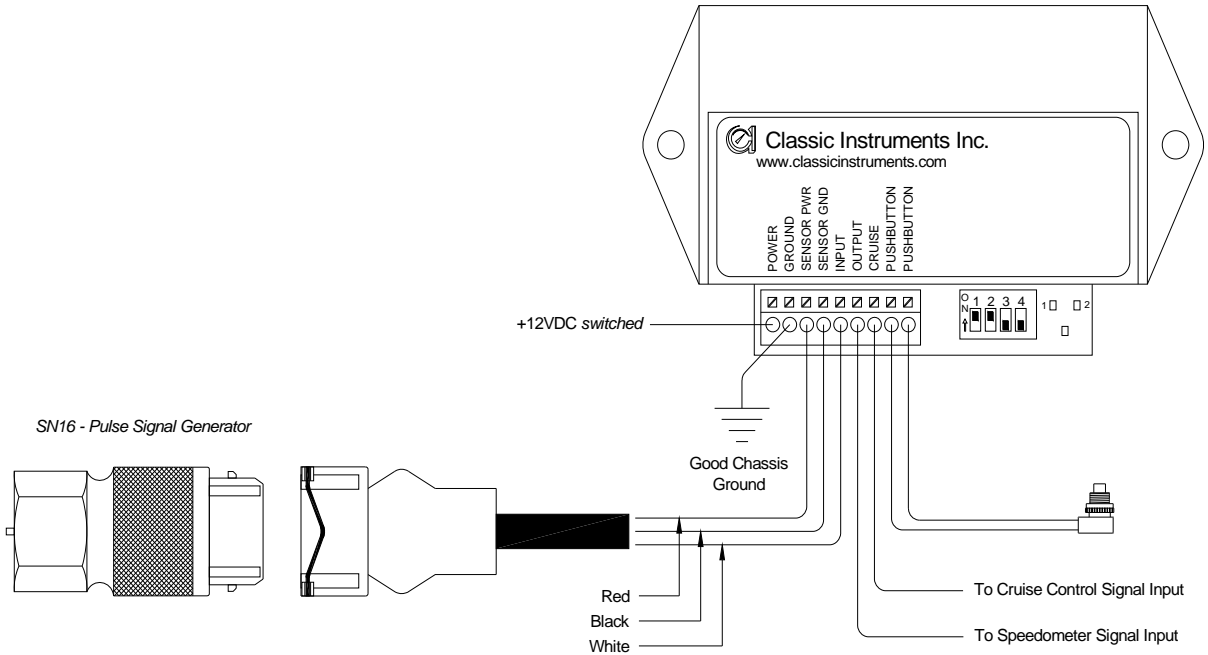 Classic Instruments Inc.
www.classicinstruments.com
POWER
GROUND
SENSOR PWR
SENSOR GND
INPUT
OUTPUT
CRUISE
PUSHBUTTON
PUSHBUTTON
ON
1 2 3 4
1 2
+12VDC switched
Good Chassis
Ground
SN16 - Pulse Signal Generator
Red
Black
White
To Cruise Control Signal Input
To Speedometer Signal Input